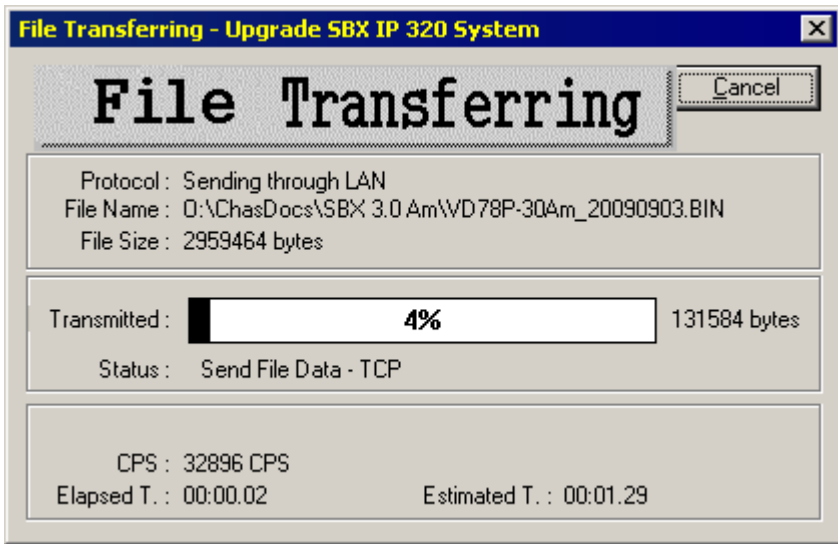 File Transferring - Upgrade SBX IP 320 System
File Transferring
Cancel
Protocol : Sending through LAN
File Name : O:\ChasDocs\SBX 3.0 Am\VD78P-30Am_20090903.BIN
File Size : 2959464 bytes
Transmitted : 4% 131584 bytes
Status : Send File Data - TCP
CPS : 32896 CPS
Elapsed T. : 00:00.02 Estimated T. : 00:01.29